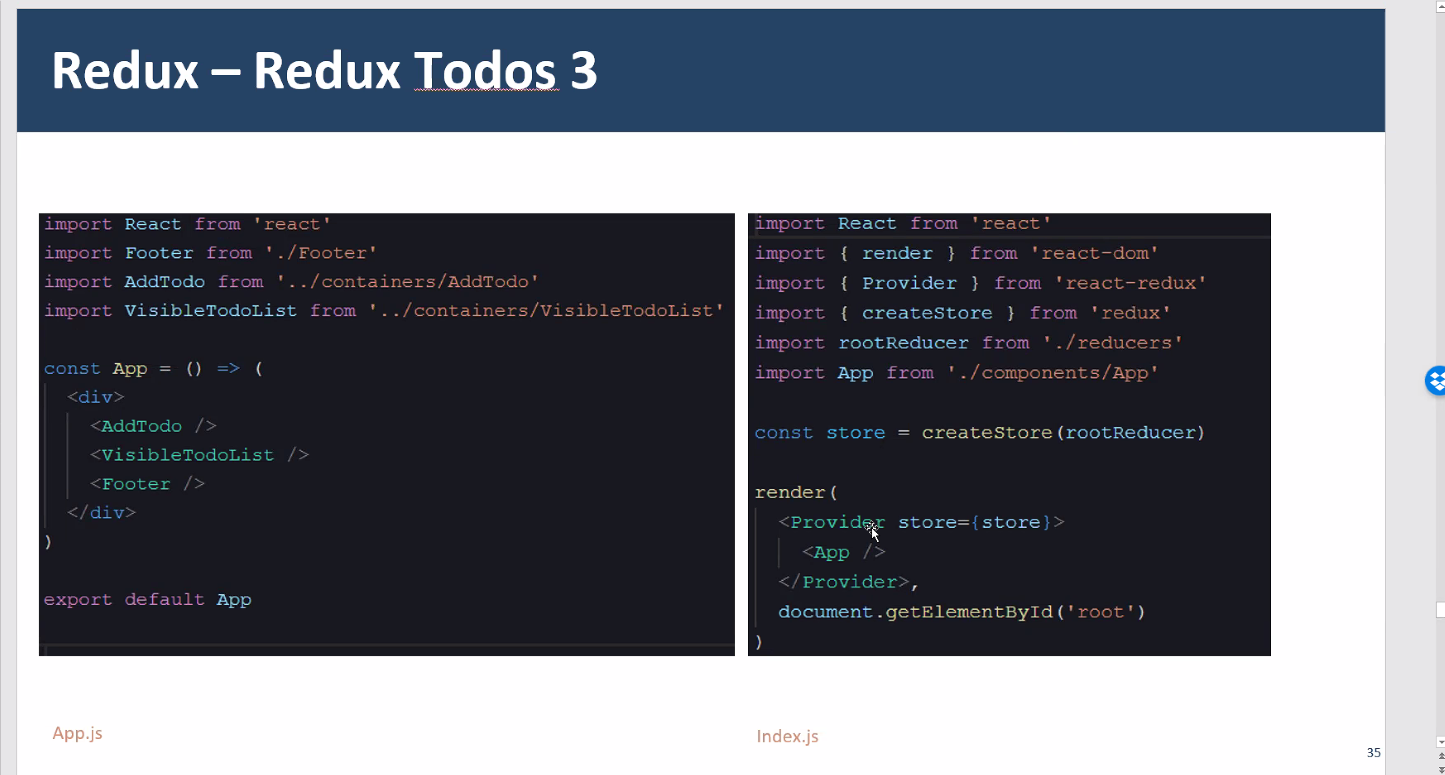 Redux – Redux Todos 3
import React from 'react'
import Footer from './Footer'
import AddTodo from '../containers/AddTodo'
import VisibleTodoList from '../containers/VisibleTodoList'
const App = () => (
<div>
<AddTodo />
<VisibleTodoList />
<Footer />
</div>
)
export default App
App.js
import React from 'react'
import { render } from 'react-dom'
import { Provider } from 'react-redux'
import { createStore } from 'redux'
import rootReducer from './reducers'
import App from './components/App'
const store = createStore(rootReducer)
render(
<Provider store={store}>
<App />
</Provider>,
document.getElementById('root')
)
Index.js
35